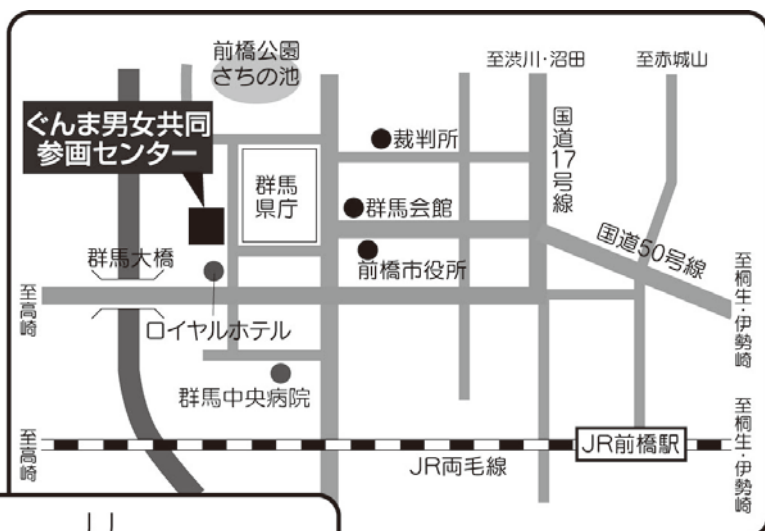 前橋公園
さちの池
至渋川・沼田
至赤城山
ぐんま男女共同
参画センター
裁判所
国道17号線
群馬
県庁
群馬会館
国道50号線
群馬大橋
前橋市役所
至高崎
至桐生・伊勢崎
ロイヤルホテル
群馬中央病院
至高崎
JR前橋駅
至桐生・伊勢崎
JR両毛線